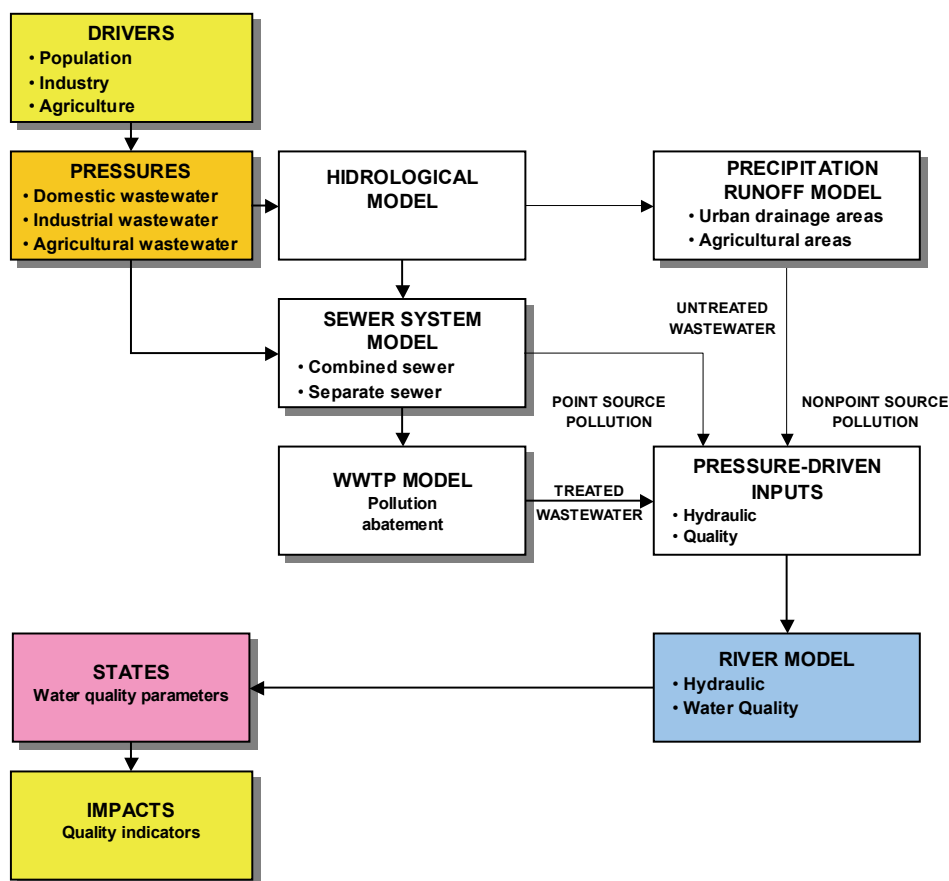 DRIVERS
• Population
• Industry
• Agriculture
PRESSURES
• Domestic wastewater
• Industrial wastewater
• Agricultural wastewater
HIDROLOGICAL
MODEL
PRECIPITATION
RUNOFF MODEL
• Urban drainage areas
• Agricultural areas
SEWER SYSTEM
MODEL
• Combined sewer
• Separate sewer
UNTREATED
WASTEWATER
POINT SOURCE
POLLUTION
NONPOINT SOURCE
POLLUTION
WWTP MODEL
Pollution
abatement
TREATED
WASTEWATER
PRESSURE-DRIVEN
INPUTS
• Hydraulic
• Quality
STATES
Water quality parameters
RIVER MODEL
• Hydraulic
• Water Quality
IMPACTS
Quality indicators